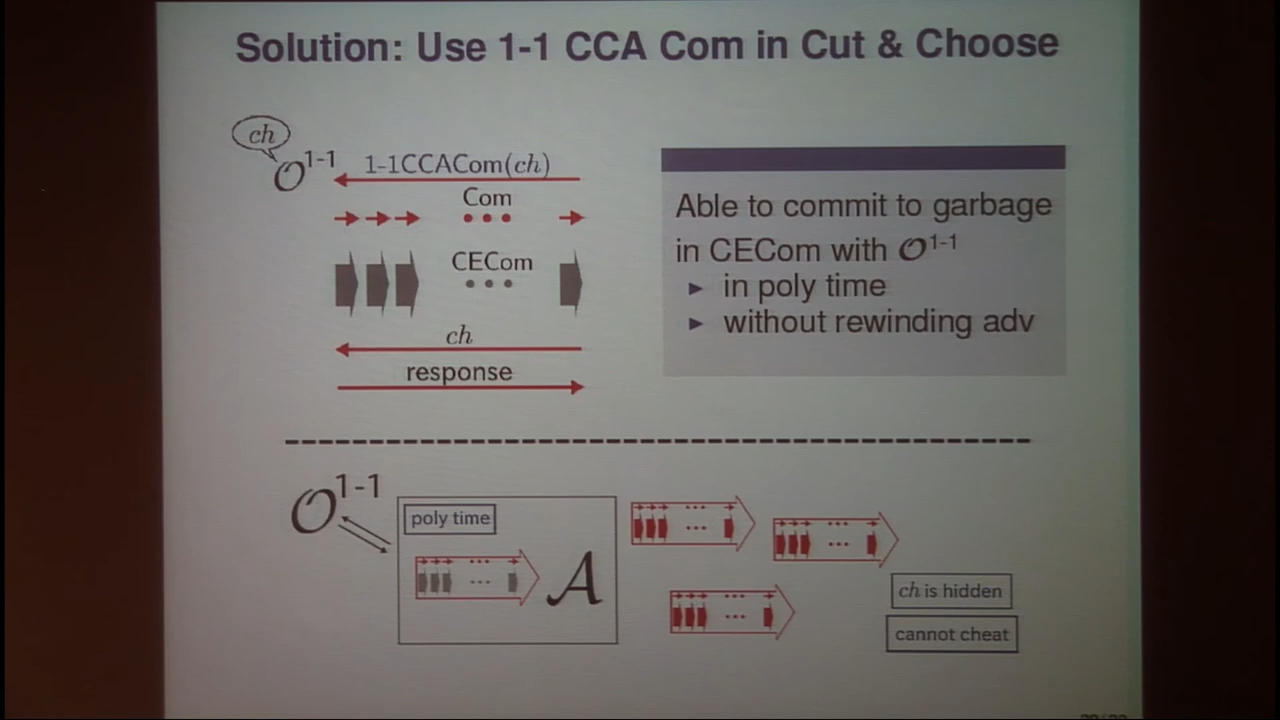 Solution: Use 1-1 CCA Com in Cut & Choose
ch
𝒪¹⁻¹
1-1CCACom(ch)
Com
CECom
ch
response
Able to commit to garbage
in CECom with 𝒪¹⁻¹
▸ in poly time
▸ without rewinding adv
𝒪¹⁻¹
poly time
𝒜
ch is hidden
cannot cheat